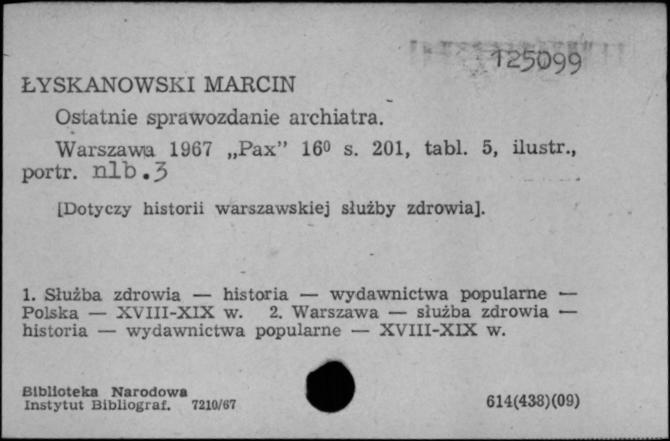 125099
ŁYSKANOWSKI MARCIN
Ostatnie sprawozdanie archiatra.
Warszawa 1967 „Pax” 16⁰ s. 201, tabl. 5, ilustr.,
portr. nlb.3
[Dotyczy historii warszawskiej służby zdrowia].
1. Służba zdrowia — historia — wydawnictwa popularne —
Polska — XVIII-XIX w. 2. Warszawa — służba zdrowia —
historia — wydawnictwa popularne — XVIII-XIX w.
Biblioteka Narodowa
Instytut Bibliograf. 7210/67
614(438)(09)